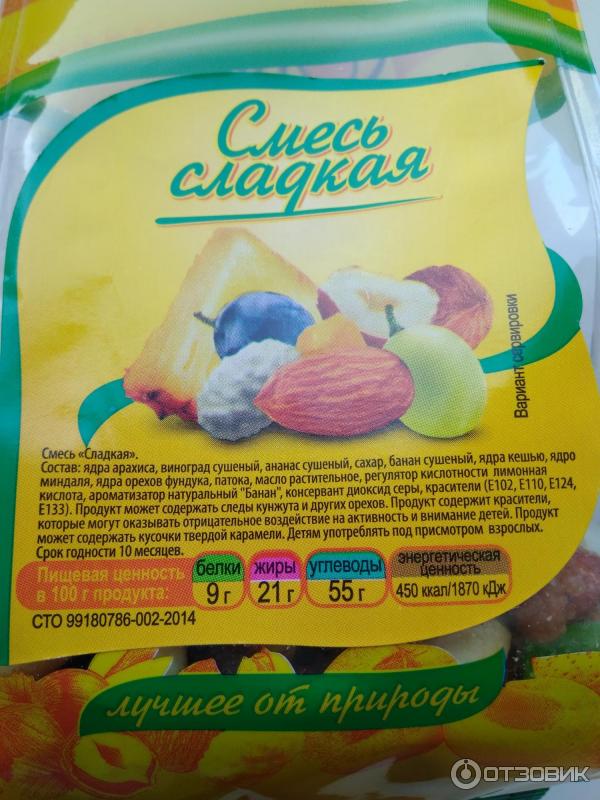 Смесь
сладкая
Вариант сервировки
Смесь «Сладкая».
Состав: ядра арахиса, виноград сушеный, ананас сушеный, сахар, банан сушеный, ядра кешью, ядро
миндаля, ядра орехов фундука, патока, масло растительное, регулятор кислотности лимонная
кислота, ароматизатор натуральный "Банан", консервант диоксид серы, красители (Е102, Е110, Е124,
Е133). Продукт может содержать следы кунжута и других орехов. Продукт содержит красители,
которые могут оказывать отрицательное воздействие на активность и внимание детей. Продукт
может содержать кусочки твердой карамели. Детям употреблять под присмотром взрослых.
Срок годности 10 месяцев.
Пищевая ценность белки жиры углеводы энергетическая ценность
в 100 г продукта: 9 г 21 г 55 г 450 ккал/1870 кДж
СТО 99180786-002-2014
лучшее от природы
ОТЗОВИК